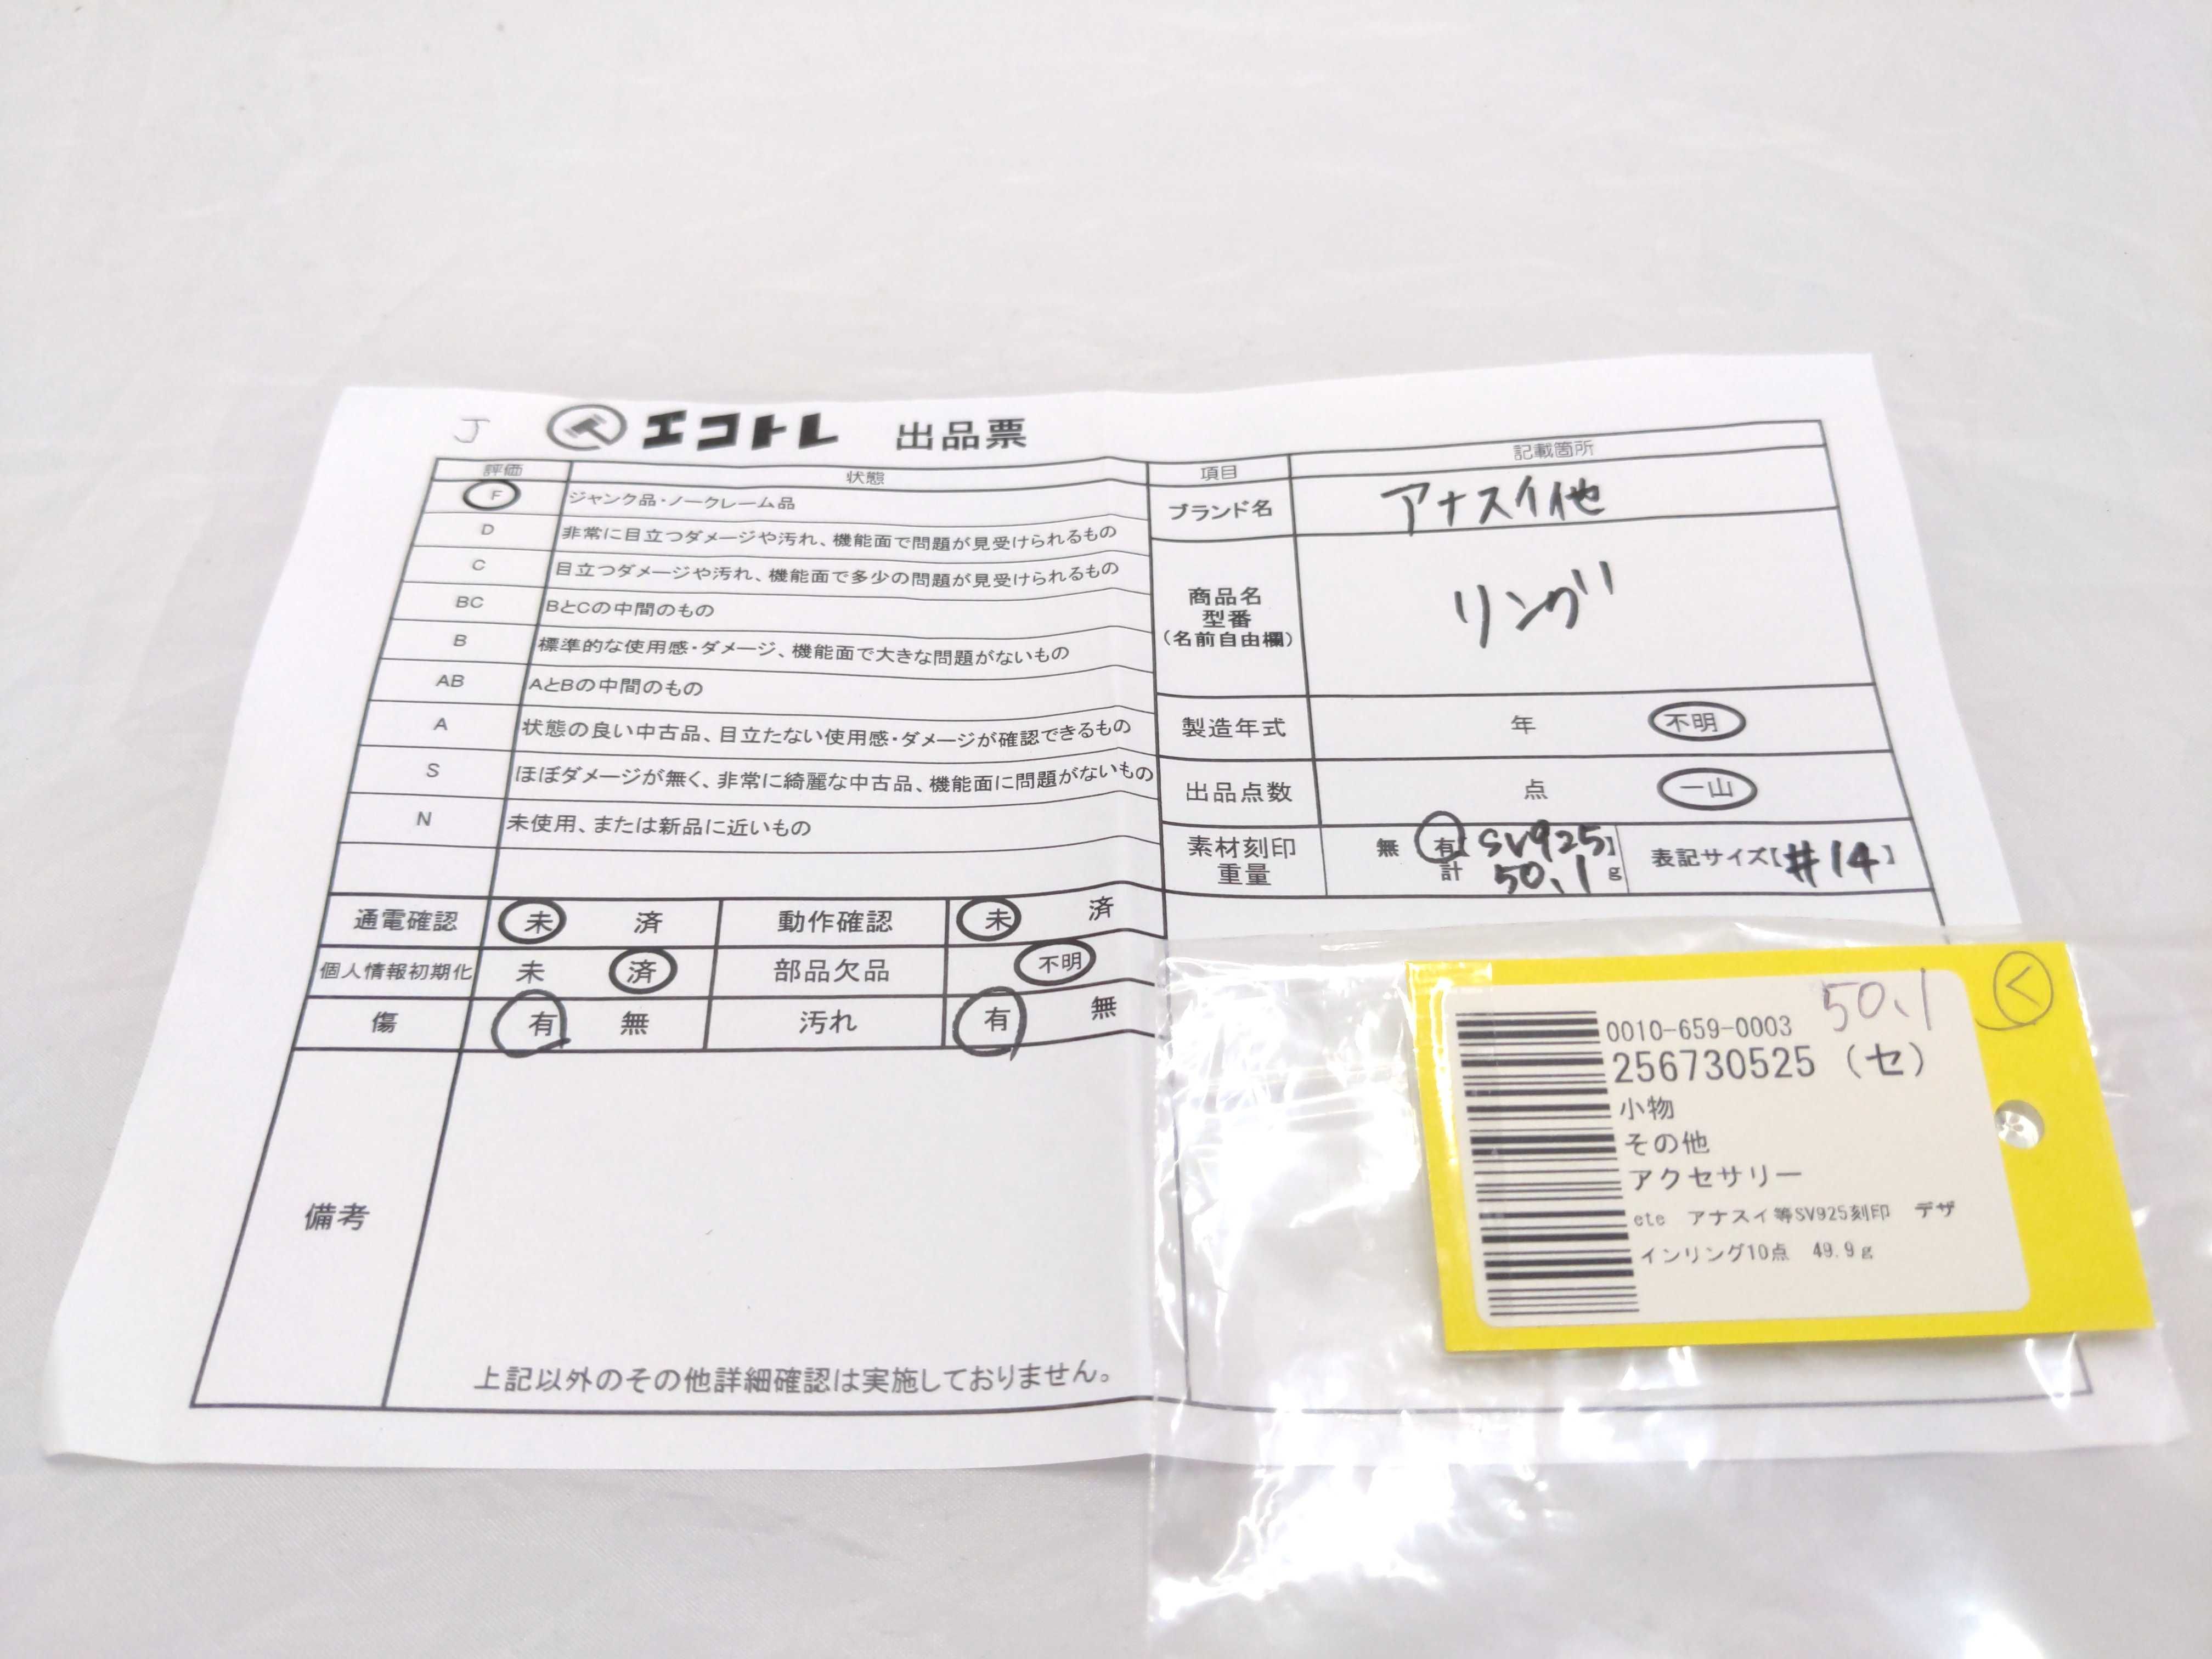 J
エコトレ 出品票
評価 状態
F ジャンク品・ノークレーム品
D 非常に目立つダメージや汚れ、機能面で問題が見受けられるもの
C 目立つダメージや汚れ、機能面で多少の問題が見受けられるもの
BC BとCの中間のもの
B 標準的な使用感・ダメージ、機能面で大きな問題がないもの
AB AとBの中間のもの
A 状態の良い中古品、目立たない使用感・ダメージが確認できるもの
S ほぼダメージが無く、非常に綺麗な中古品、機能面に問題がないもの
N 未使用、または新品に近いもの
通電確認 未 済 動作確認 未 済
個人情報初期化 未 済 部品欠品 不明
傷 有 無 汚れ 有 無
備考
上記以外のその他詳細確認は実施しておりません。
項目 記載箇所
ブランド名 アナスイ他
商品名
型番
(名前自由欄)
リング
製造年式 年 不明
出品点数 点 一山
素材刻印 無 有【SV925】
重量 計 50.1g
表記サイズ【#14】
50.1
く
0010-659-0003
256730525 (セ)
小物
その他
アクセサリー
ete アナスイ等SV925刻印 デザ
インリング10点 49.9g